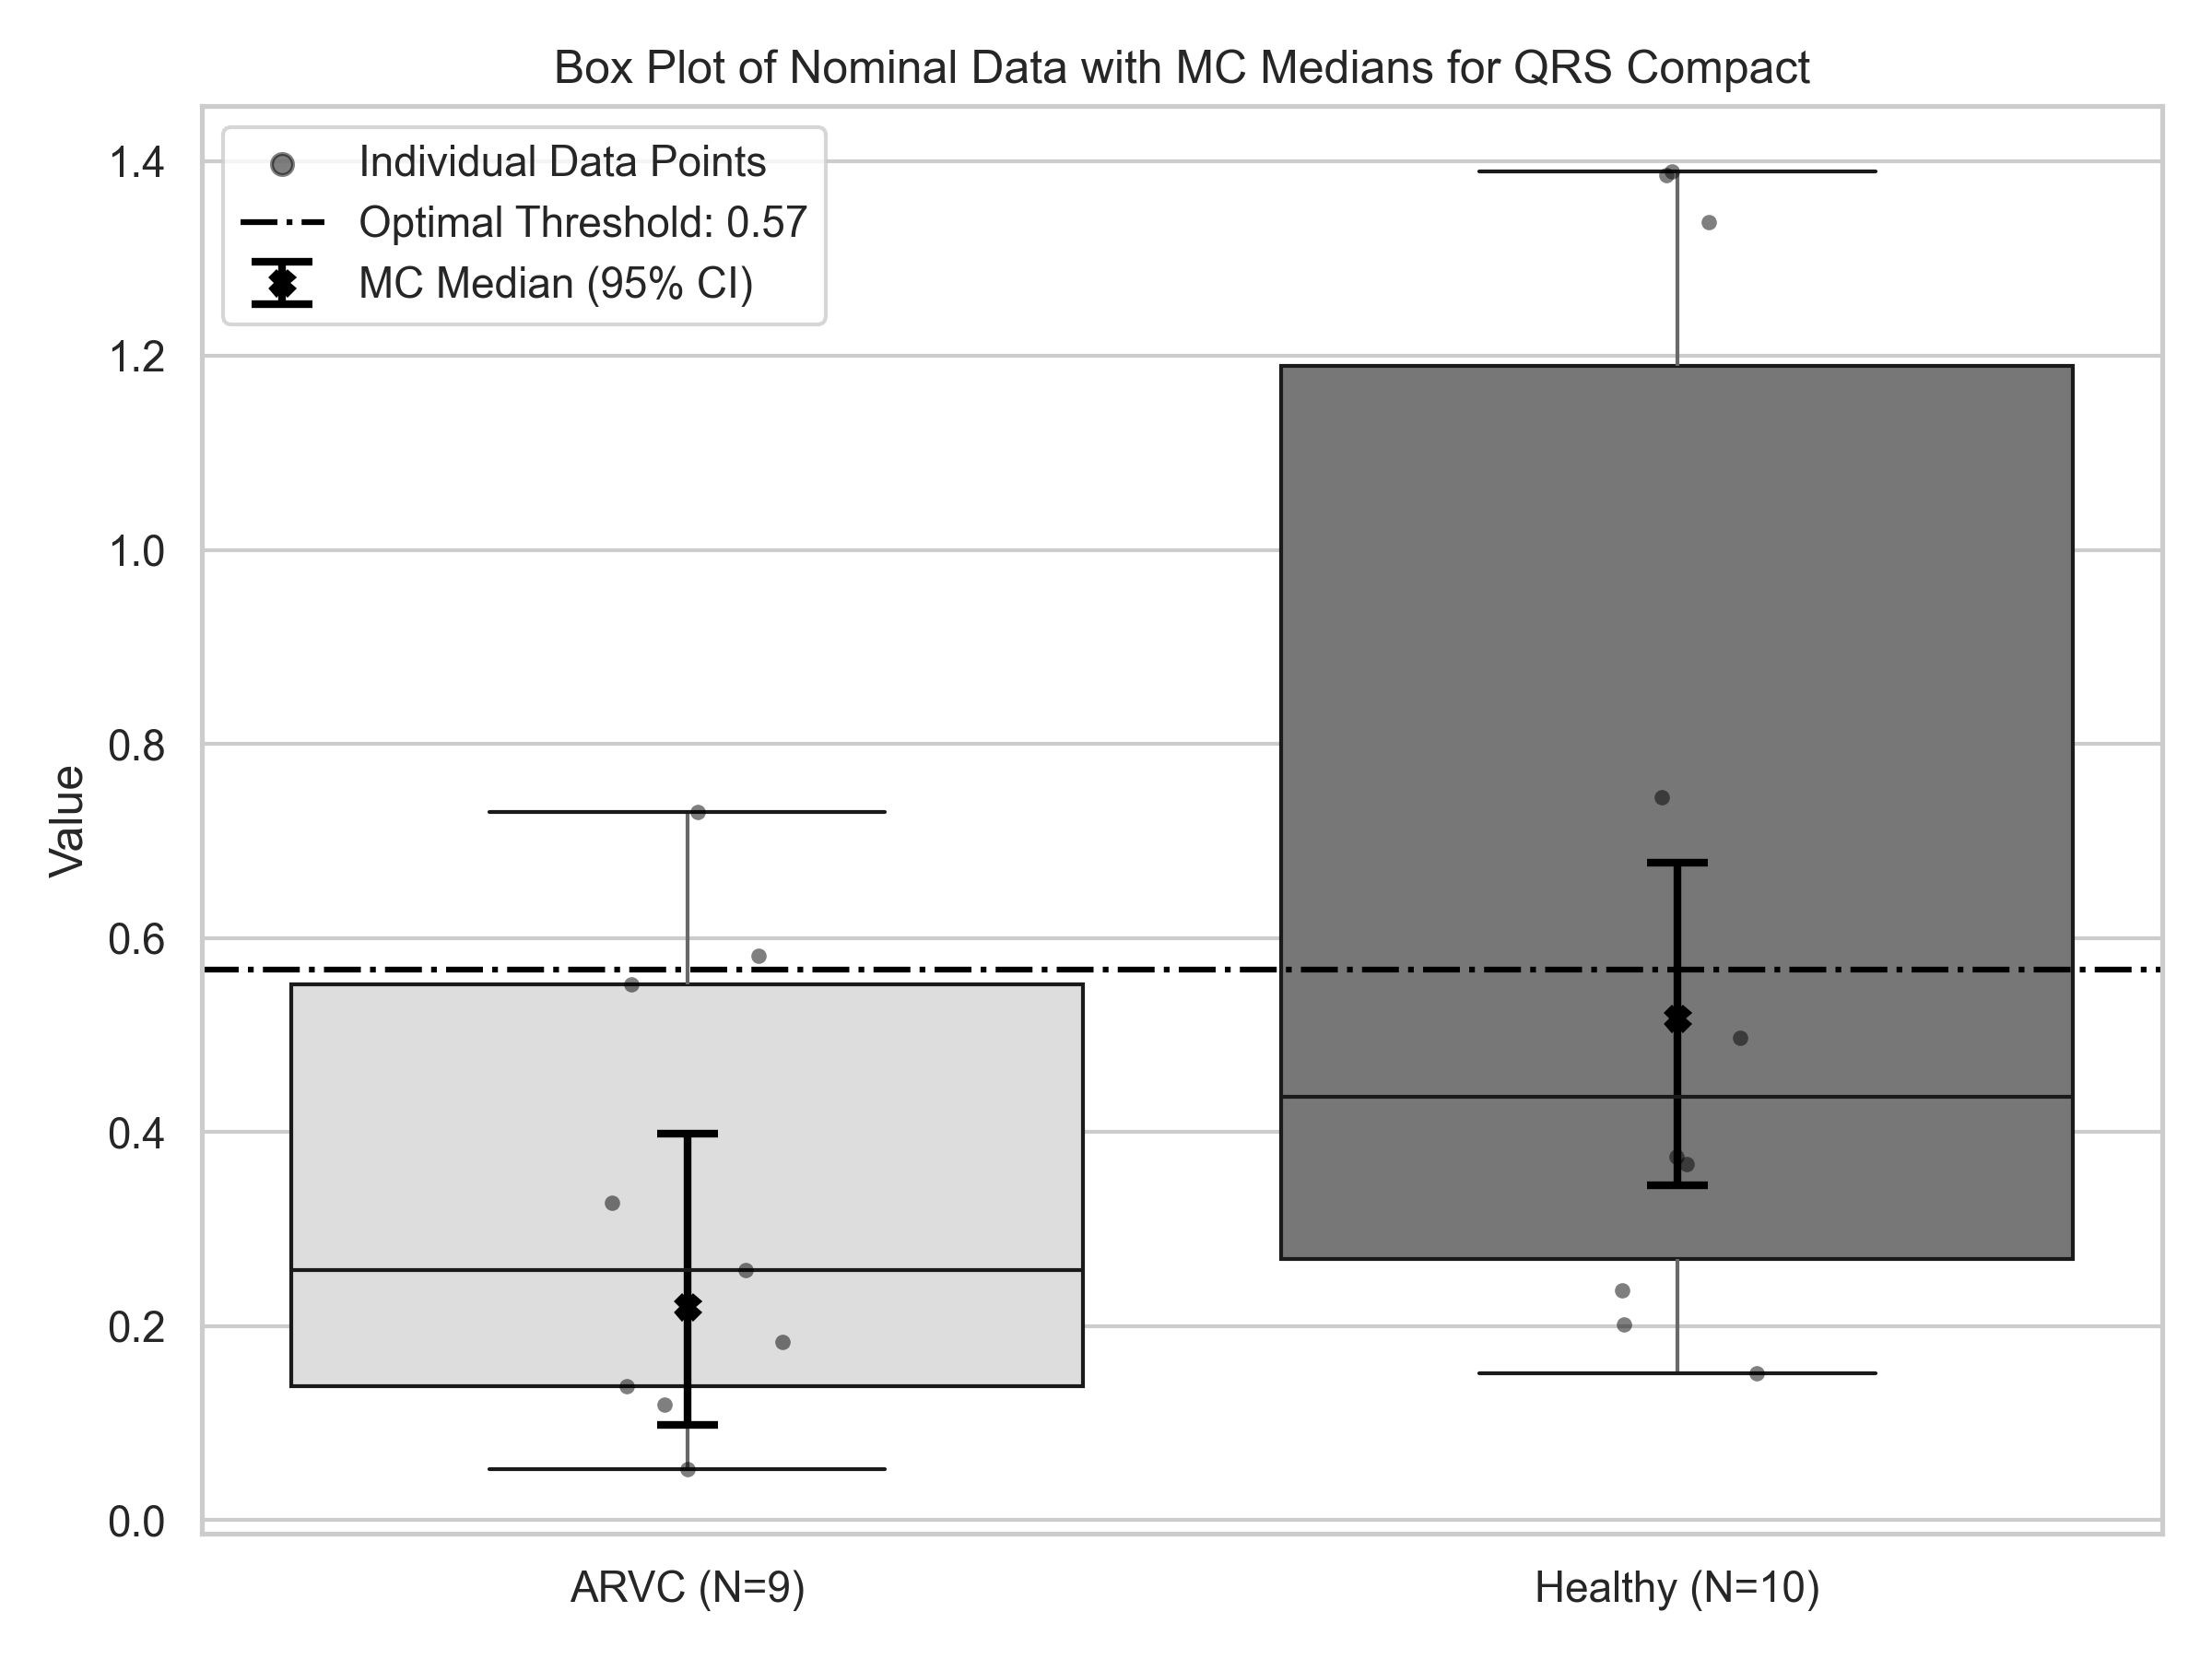 Box Plot of Nominal Data with MC Medians for QRS Compact
Individual Data Points
Optimal Threshold: 0.57
MC Median (95% CI)
1.4
1.2
1.0
0.8
0.6
0.4
0.2
0.0
Value
ARVC (N=9)
Healthy (N=10)